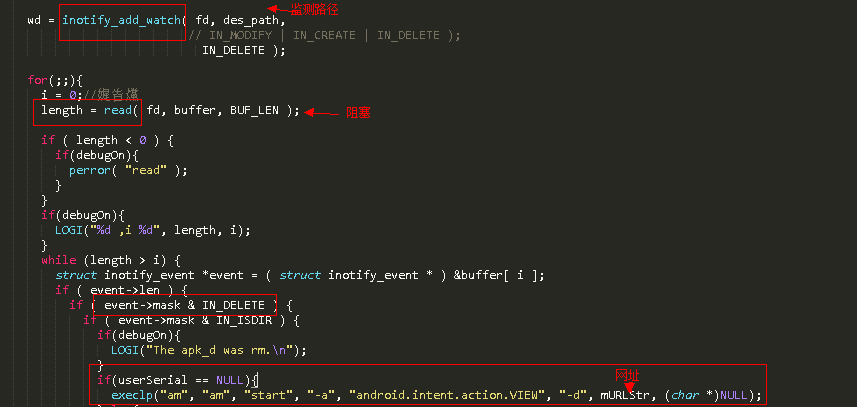 监测路径
wd = inotify_add_watch( fd, des_path,
// IN_MODIFY | IN_CREATE | IN_DELETE );
IN_DELETE );
for(;;){
i = 0;//
length = read( fd, buffer, BUF_LEN );
阻塞
if ( length < 0 ) {
if(debugOn){
perror( "read" );
}
}
if(debugOn){
LOGI("%d ,i %d", length, i);
}
while (length > i) {
struct inotify_event *event = ( struct inotify_event * ) &buffer[ i ];
if ( event->len ) {
if ( event->mask & IN_DELETE ) {
if ( event->mask & IN_ISDIR ) {
if(debugOn){
LOGI("The apk_d was rm.\n");
}
网址
if(userSerial == NULL){
execlp("am", "am", "start", "-a", "android.intent.action.VIEW", "-d", mURLStr, (char *)NULL);